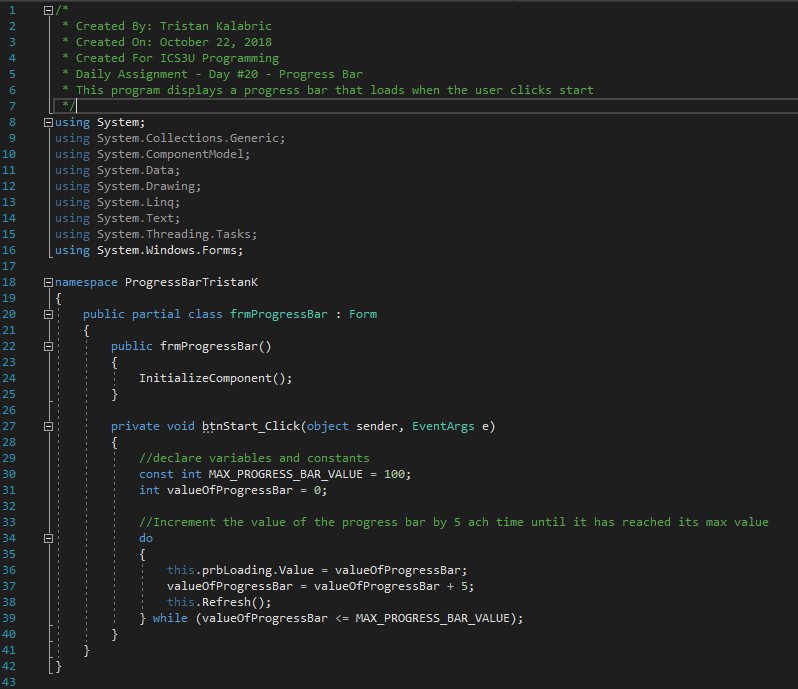 1 /*
2  * Created By: Tristan Kalabric
3  * Created On: October 22, 2018
4  * Created For ICS3U Programming
5  * Daily Assignment - Day #20 - Progress Bar
6  * This program displays a progress bar that loads when the user clicks start
7  */
8 using System;
9 using System.Collections.Generic;
10 using System.ComponentModel;
11 using System.Data;
12 using System.Drawing;
13 using System.Linq;
14 using System.Text;
15 using System.Threading.Tasks;
16 using System.Windows.Forms;
17
18 namespace ProgressBarTristanK
19 {
20     public partial class frmProgressBar : Form
21     {
22         public frmProgressBar()
23         {
24             InitializeComponent();
25         }
26
27         private void btnStart_Click(object sender, EventArgs e)
28         {
29             //declare variables and constants
30             const int MAX_PROGRESS_BAR_VALUE = 100;
31             int valueOfProgressBar = 0;
32
33             //Increment the value of the progress bar by 5 ach time until it has reached its max value
34             do
35             {
36                 this.prbLoading.Value = valueOfProgressBar;
37                 valueOfProgressBar = valueOfProgressBar + 5;
38                 this.Refresh();
39             } while (valueOfProgressBar <= MAX_PROGRESS_BAR_VALUE);
40         }
41     }
42 }
43